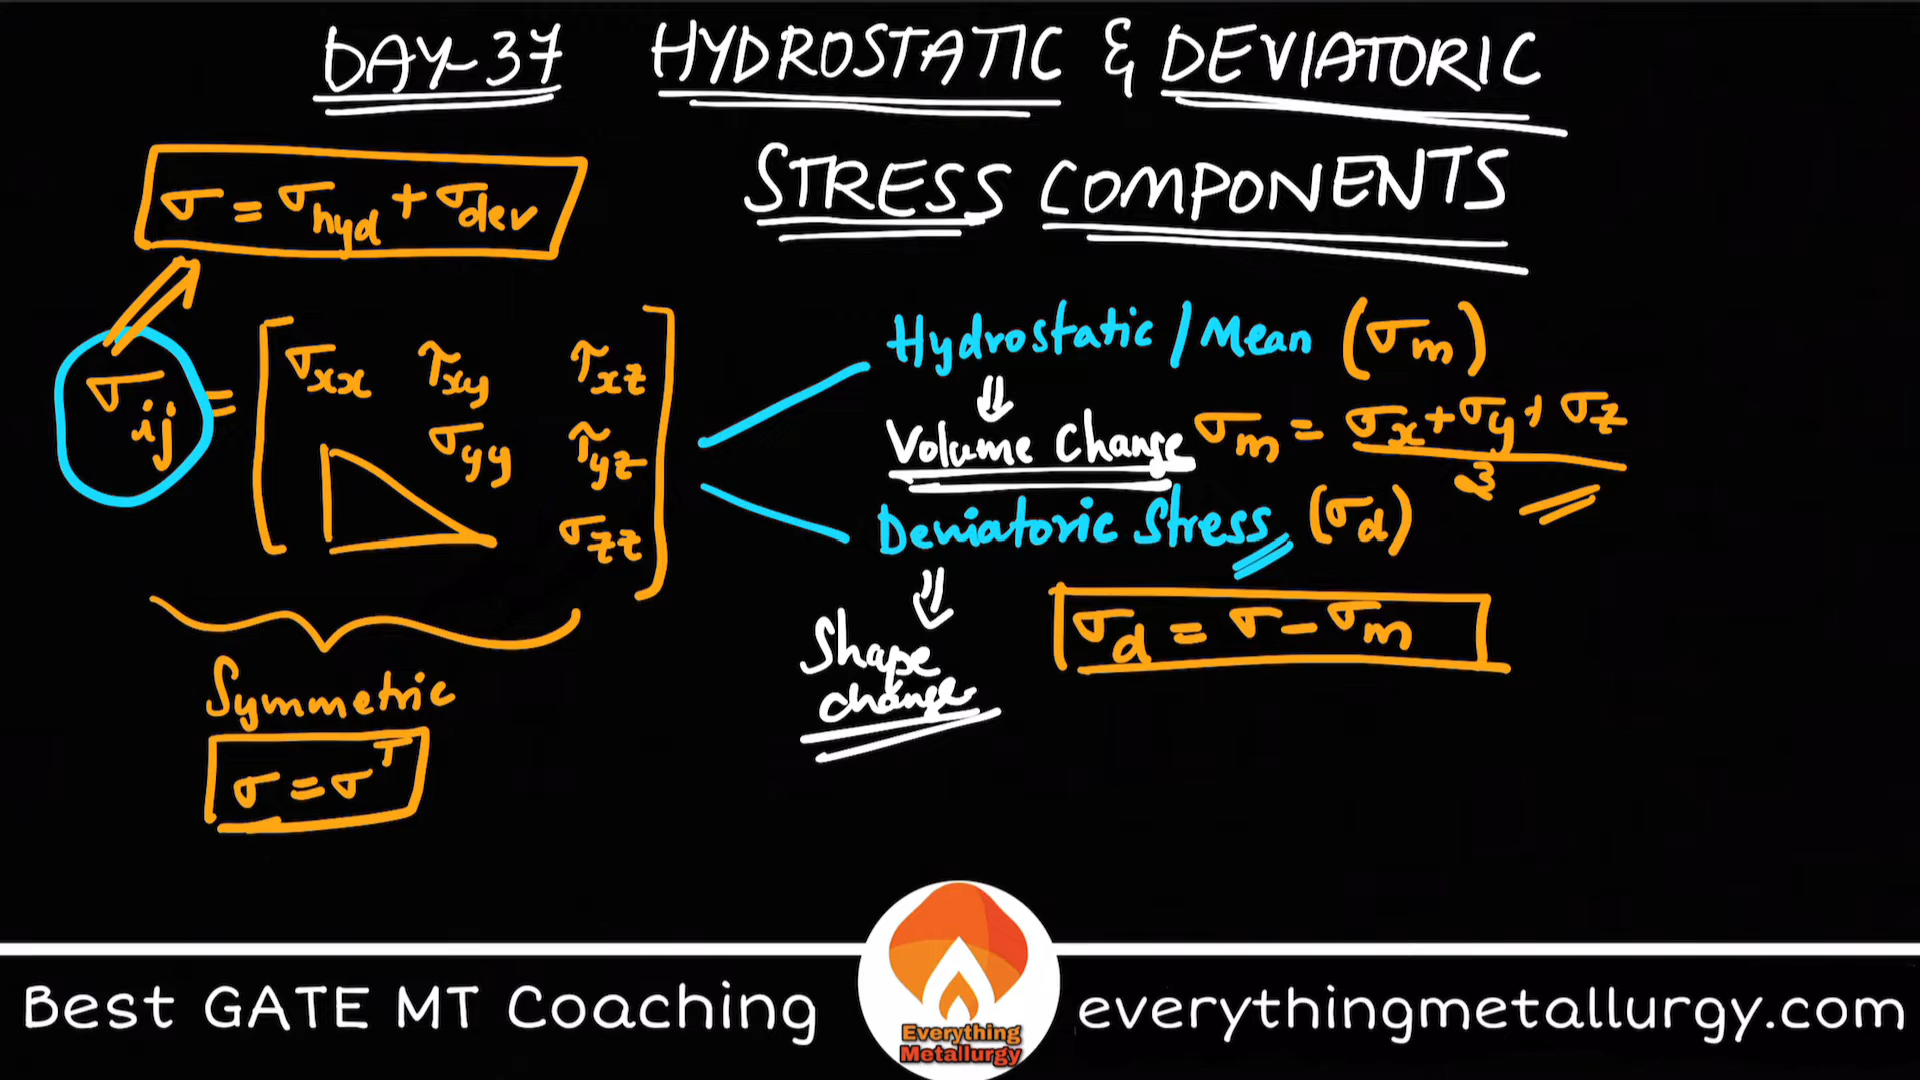 DAY-37 HYDROSTATIC & DEVIATORIC
STRESS COMPONENTS
σ = σhyd + σdev
σij = [ σxx τxy τxz
σyy τyz
σzz ]
Symmetric
σ = σ^T
Hydrostatic / Mean (σm)
⇓
Volume Change σm = (σx + σy + σz) / 3
Deviatoric Stress (σd)
⇓
Shape
change
σd = σ - σm
Best GATE MT Coaching
Everything
Metallurgy
everythingmetallurgy.com